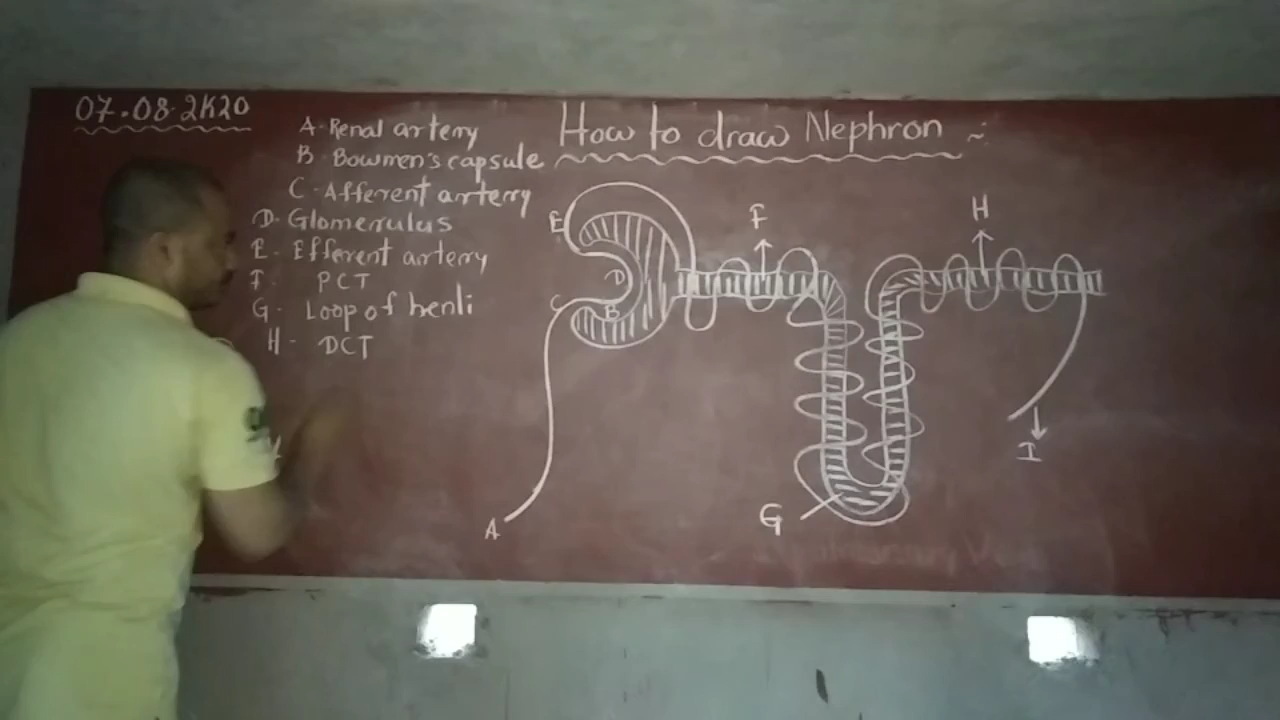 07.08.2K20
How to draw Nephron ~:
A - Renal artery
B - Bowmen's capsule
C - Afferent artery
D - Glomerulus
E - Efferent artery
F - PCT
G - Loop of henli
H - DCT
E
F
H
D
C
B
I
G
A